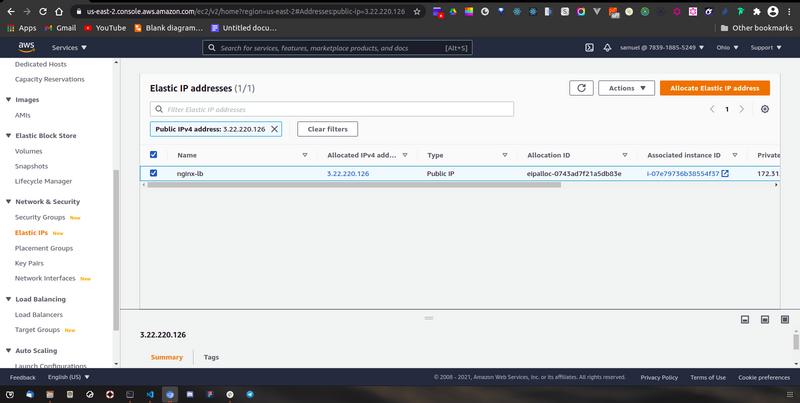 us-east-2.console.aws.amazon.com/ec2/v2/home?region=us-east-2#Addresses:public-ip=3.22.220.126
Apps Gmail YouTube Blank diagram... Untitled docu... Other bookmarks
aws Services Search for services, features, marketplace products, and docs [Alt+S] samuel @ 7839-1885-5249 Ohio Support
Dedicated Hosts
Capacity Reservations
Images
AMIs
Elastic Block Store
Volumes
Snapshots
Lifecycle Manager
Network & Security
Security Groups New
Elastic IPs New
Placement Groups
Key Pairs
Network Interfaces New
Load Balancing
Load Balancers
Target Groups New
Auto Scaling
Launch Configurations
Elastic IP addresses (1/1)
Actions
Allocate Elastic IP address
Filter Elastic IP addresses
1
Public IPv4 address: 3.22.220.126
Clear filters
Name Allocated IPv4 add... Type Allocation ID Associated instance ID Private
nginx-lb 3.22.220.126 Public IP eipalloc-0743ad7f21a5db83e i-07e79736b38554f37 172.31.
3.22.220.126
Summary Tags
Feedback English (US) © 2008 - 2021, Amazon Web Services, Inc. or its affiliates. All rights reserved. Privacy Policy Terms of Use Cookie preferences